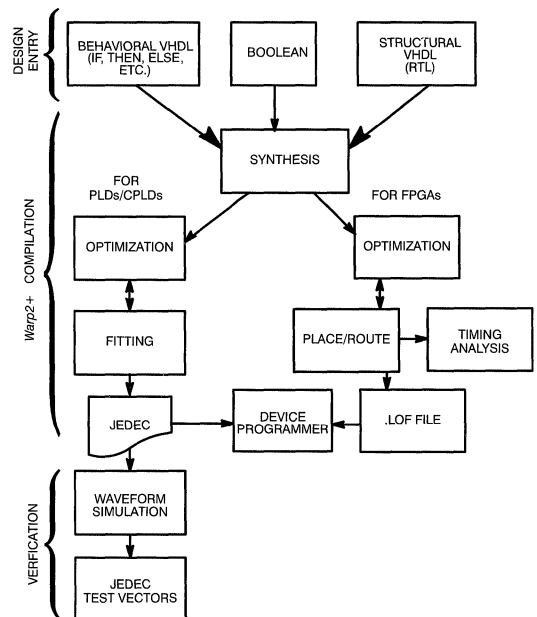 DESIGN
ENTRY
BEHAVIORAL VHDL
(IF, THEN, ELSE,
ETC.)
BOOLEAN
STRUCTURAL
VHDL
(RTL)
Warp2+ COMPILATION
SYNTHESIS
FOR
PLDs/CPLDs
FOR FPGAs
OPTIMIZATION
OPTIMIZATION
FITTING
PLACE/ROUTE
TIMING
ANALYSIS
JEDEC
DEVICE
PROGRAMMER
.LOF FILE
VERFICATION
WAVEFORM
SIMULATION
JEDEC
TEST VECTORS